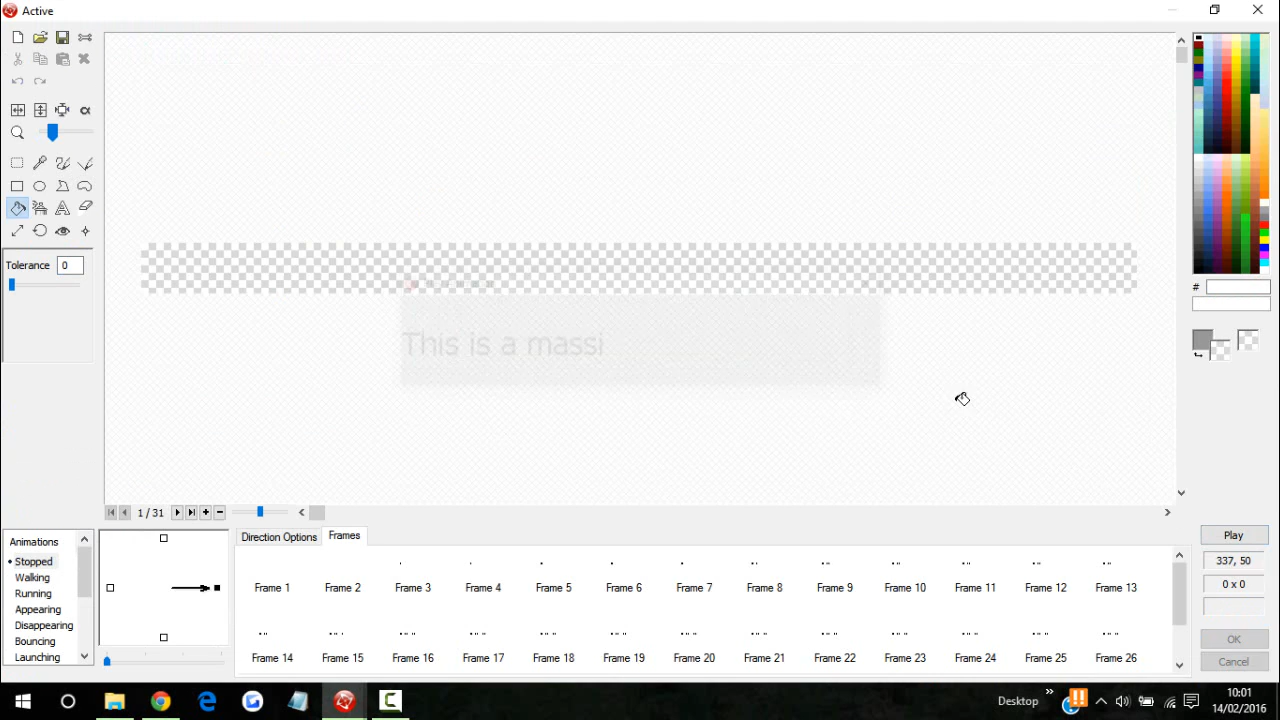 Active
Tolerance 0
#
This is a massi
1 / 31
Animations
Stopped
Walking
Running
Appearing
Disappearing
Bouncing
Launching
Direction Options Frames
Frame 1 Frame 2 Frame 3 Frame 4 Frame 5 Frame 6 Frame 7 Frame 8 Frame 9 Frame 10 Frame 11 Frame 12 Frame 13
Frame 14 Frame 15 Frame 16 Frame 17 Frame 18 Frame 19 Frame 20 Frame 21 Frame 22 Frame 23 Frame 24 Frame 25 Frame 26
Play
337, 50
0 x 0
OK
Cancel
Desktop
10:01
14/02/2016